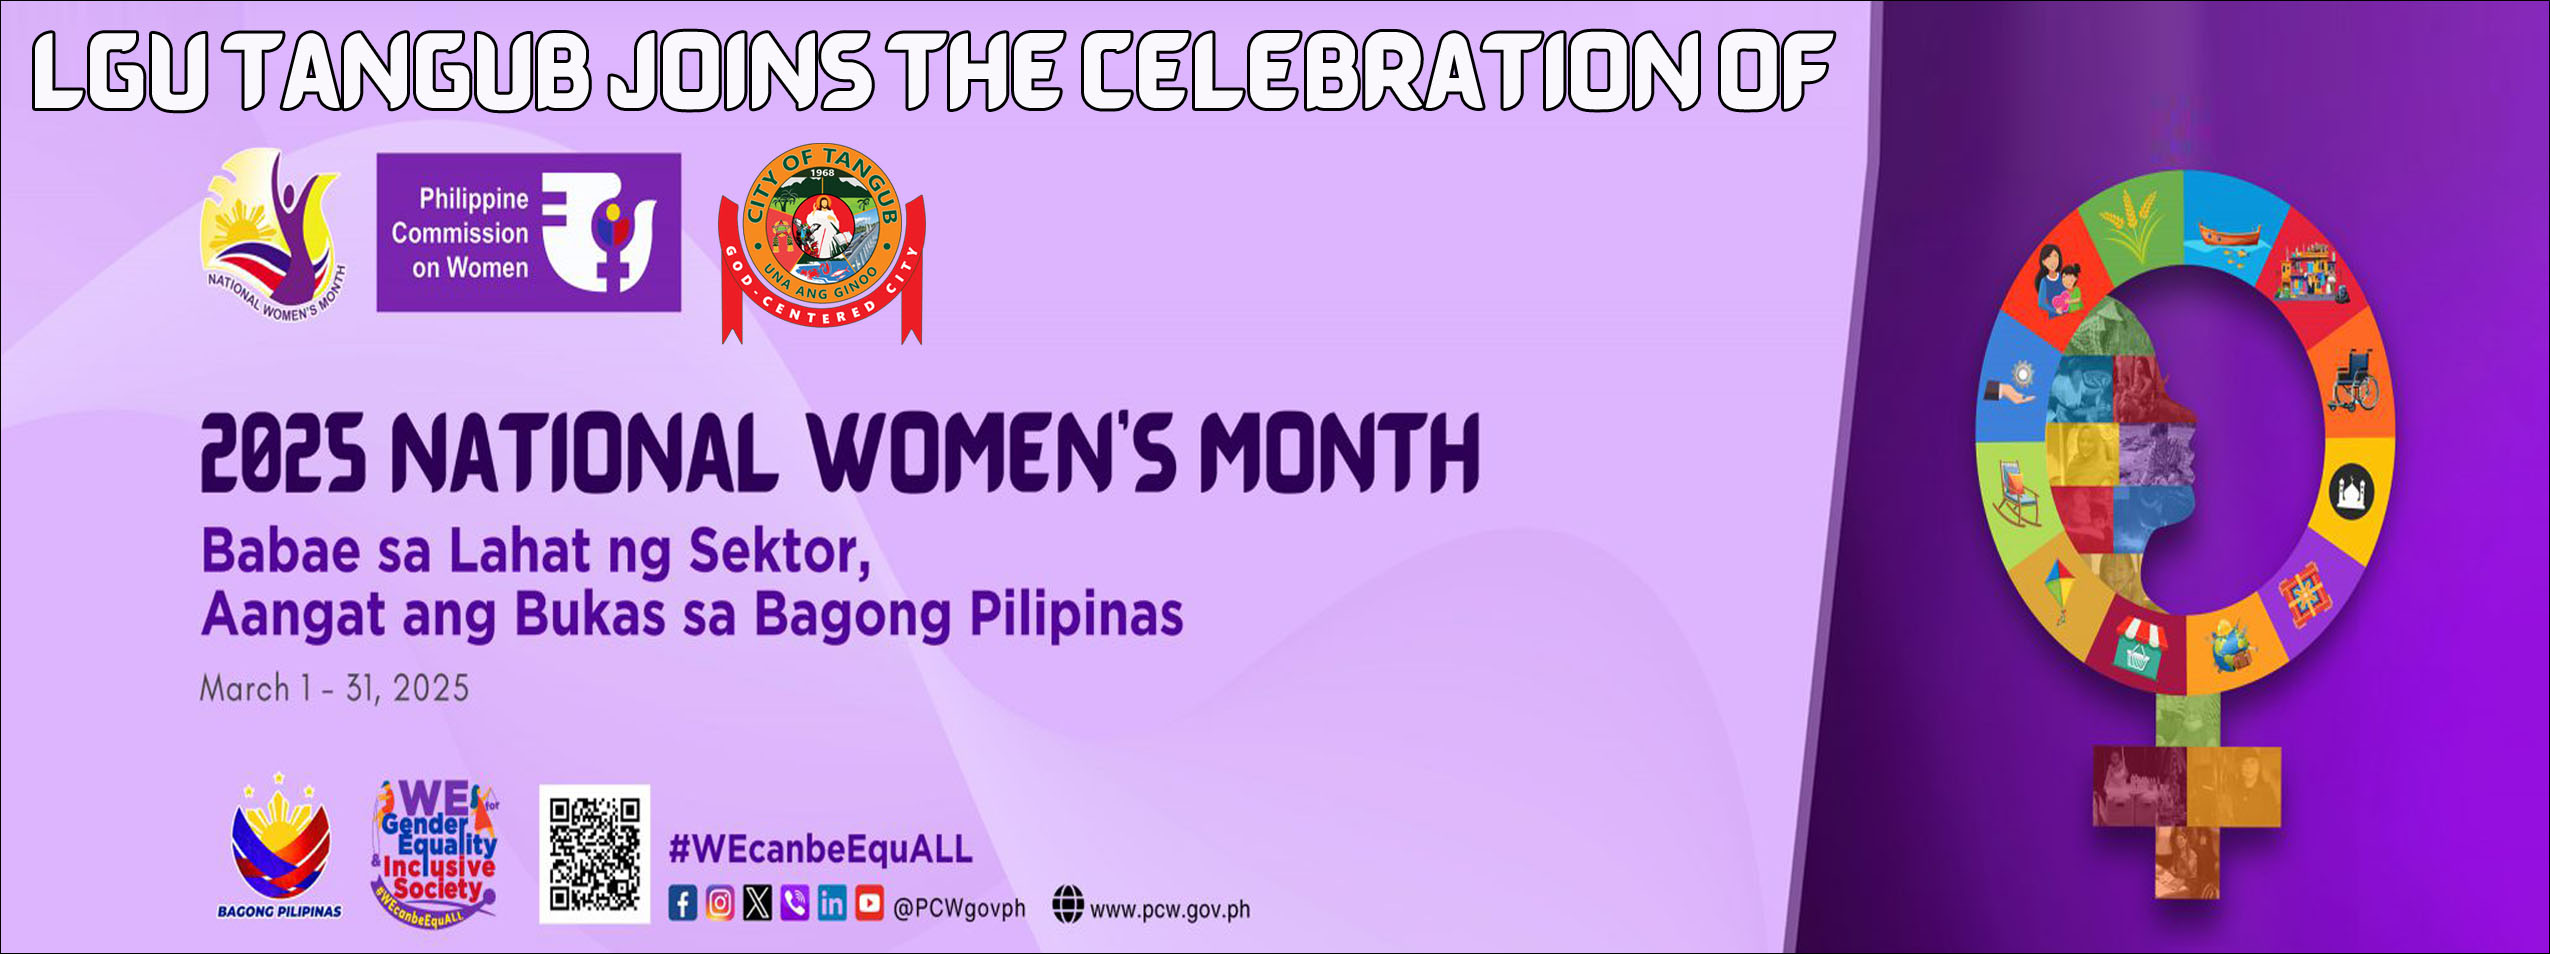 LGU TANGUB JOINS THE CELEBRATION OF
NATIONAL WOMEN'S MONTH
Philippine
Commission
on Women
CITY OF TANGUB
1968
UNA ANG GINOO
GOD-CENTERED CITY
2025 NATIONAL WOMEN'S MONTH
Babae sa Lahat ng Sektor,
Aangat ang Bukas sa Bagong Pilipinas
March 1 - 31, 2025
BAGONG PILIPINAS
WE for
Gender
Equality
& Inclusive
Society
#WEcanbeEquALL
#WEcanbeEquALL
@PCWgovph
www.pcw.gov.ph